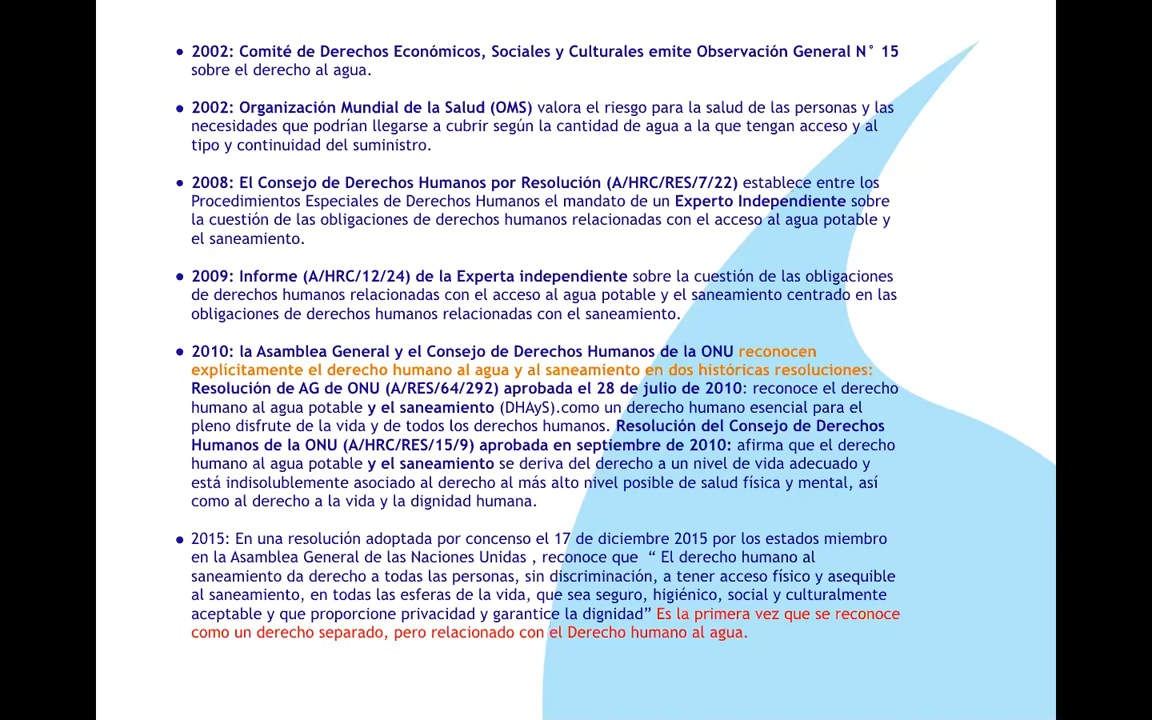 • 2002: Comité de Derechos Económicos, Sociales y Culturales emite Observación General N° 15
sobre el derecho al agua.
• 2002: Organización Mundial de la Salud (OMS) valora el riesgo para la salud de las personas y las
necesidades que podrían llegarse a cubrir según la cantidad de agua a la que tengan acceso y al
tipo y continuidad del suministro.
• 2008: El Consejo de Derechos Humanos por Resolución (A/HRC/RES/7/22) establece entre los
Procedimientos Especiales de Derechos Humanos el mandato de un Experto Independiente sobre
la cuestión de las obligaciones de derechos humanos relacionadas con el acceso al agua potable y
el saneamiento.
• 2009: Informe (A/HRC/12/24) de la Experta independiente sobre la cuestión de las obligaciones
de derechos humanos relacionadas con el acceso al agua potable y el saneamiento centrado en las
obligaciones de derechos humanos relacionadas con el saneamiento.
• 2010: la Asamblea General y el Consejo de Derechos Humanos de la ONU reconocen
explícitamente el derecho humano al agua y al saneamiento en dos históricas resoluciones:
Resolución de AG de ONU (A/RES/64/292) aprobada el 28 de julio de 2010: reconoce el derecho
humano al agua potable y el saneamiento (DHAyS).como un derecho humano esencial para el
pleno disfrute de la vida y de todos los derechos humanos. Resolución del Consejo de Derechos
Humanos de la ONU (A/HRC/RES/15/9) aprobada en septiembre de 2010: afirma que el derecho
humano al agua potable y el saneamiento se deriva del derecho a un nivel de vida adecuado y
está indisolublemente asociado al derecho al más alto nivel posible de salud física y mental, así
como al derecho a la vida y la dignidad humana.
• 2015: En una resolución adoptada por concenso el 17 de diciembre 2015 por los estados miembro
en la Asamblea General de las Naciones Unidas , reconoce que “ El derecho humano al
saneamiento da derecho a todas las personas, sin discriminación, a tener acceso físico y asequible
al saneamiento, en todas las esferas de la vida, que sea seguro, higiénico, social y culturalmente
aceptable y que proporcione privacidad y garantice la dignidad” Es la primera vez que se reconoce
como un derecho separado, pero relacionado con el Derecho humano al agua.